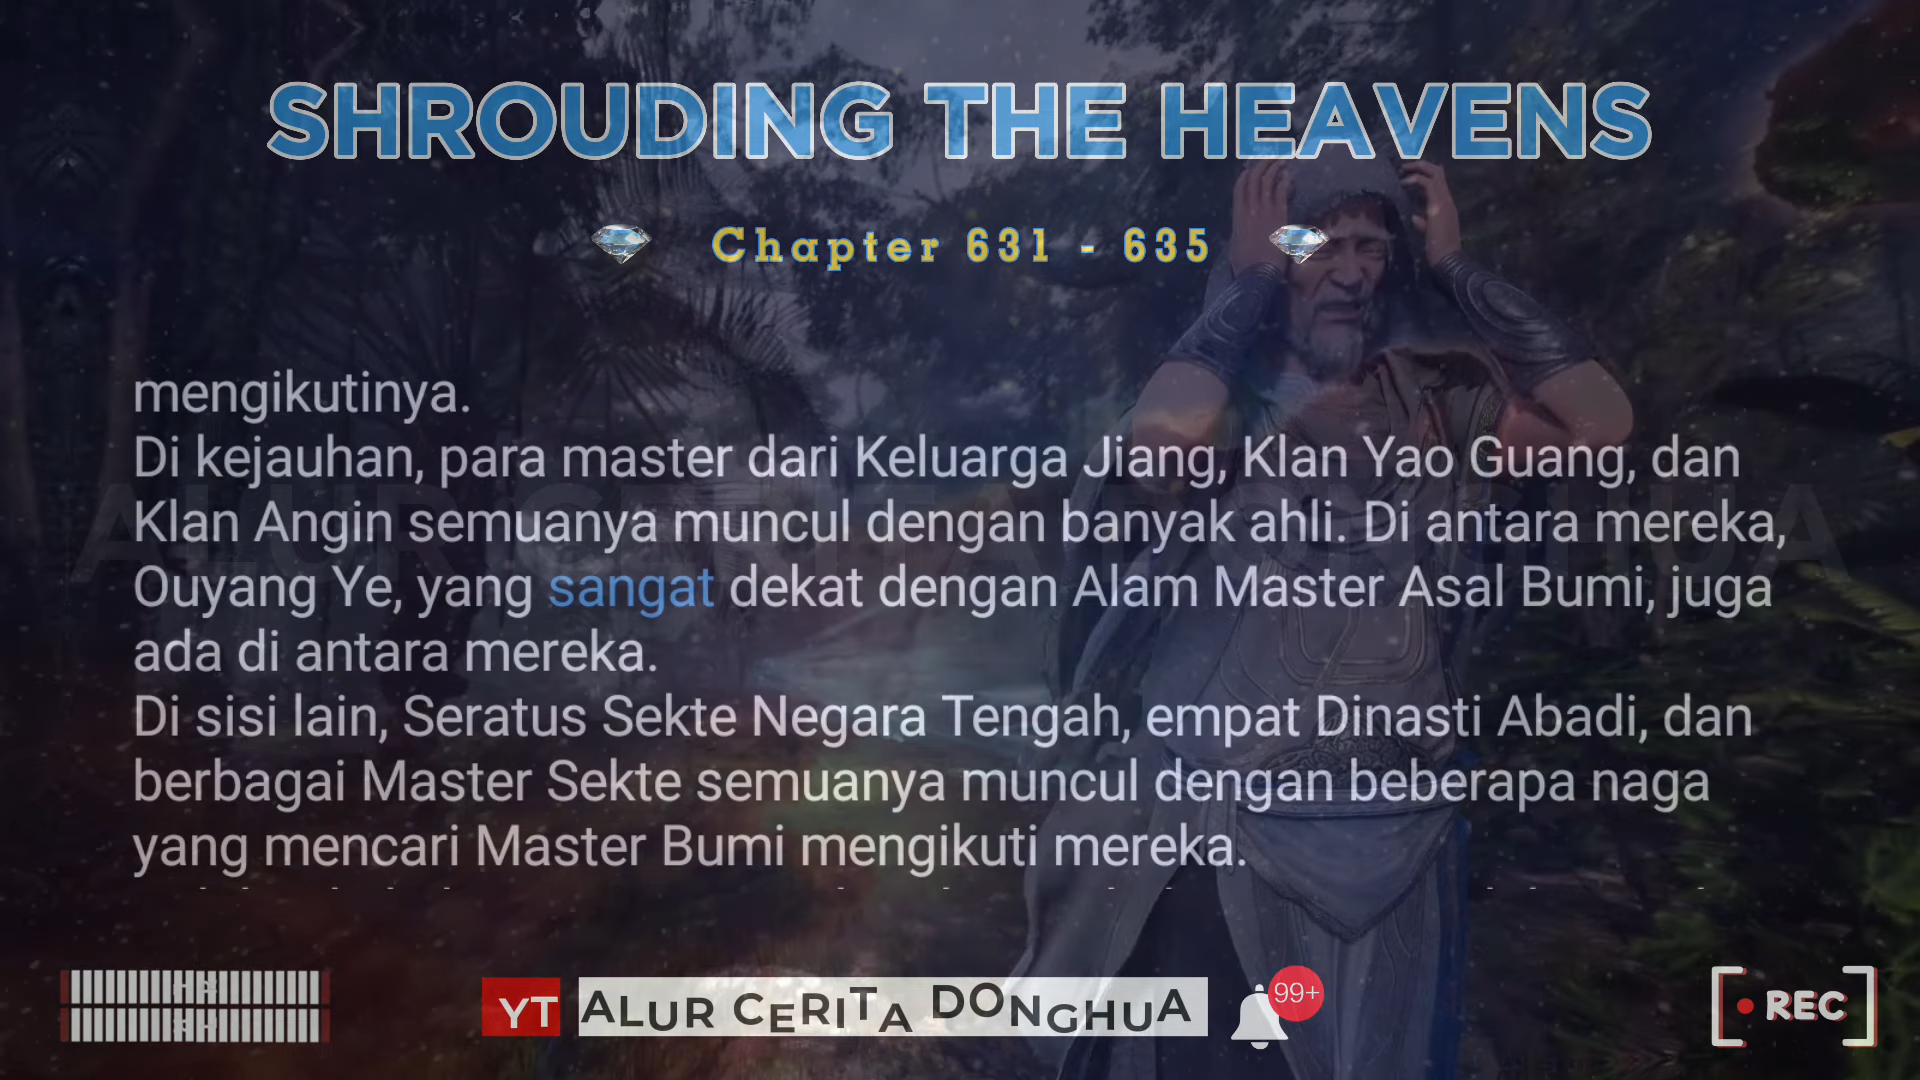 SHROUDING THE HEAVENS
Chapter 631 - 635
mengikutinya.
Di kejauhan, para master dari Keluarga Jiang, Klan Yao Guang, dan
Klan Angin semuanya muncul dengan banyak ahli. Di antara mereka,
Ouyang Ye, yang sangat dekat dengan Alam Master Asal Bumi, juga
ada di antara mereka.
Di sisi lain, Seratus Sekte Negara Tengah, empat Dinasti Abadi, dan
berbagai Master Sekte semuanya muncul dengan beberapa naga
yang mencari Master Bumi mengikuti mereka.
ALUR CERITA DONGHUA
YT ALUR CERITA DONGHUA 99+
REC